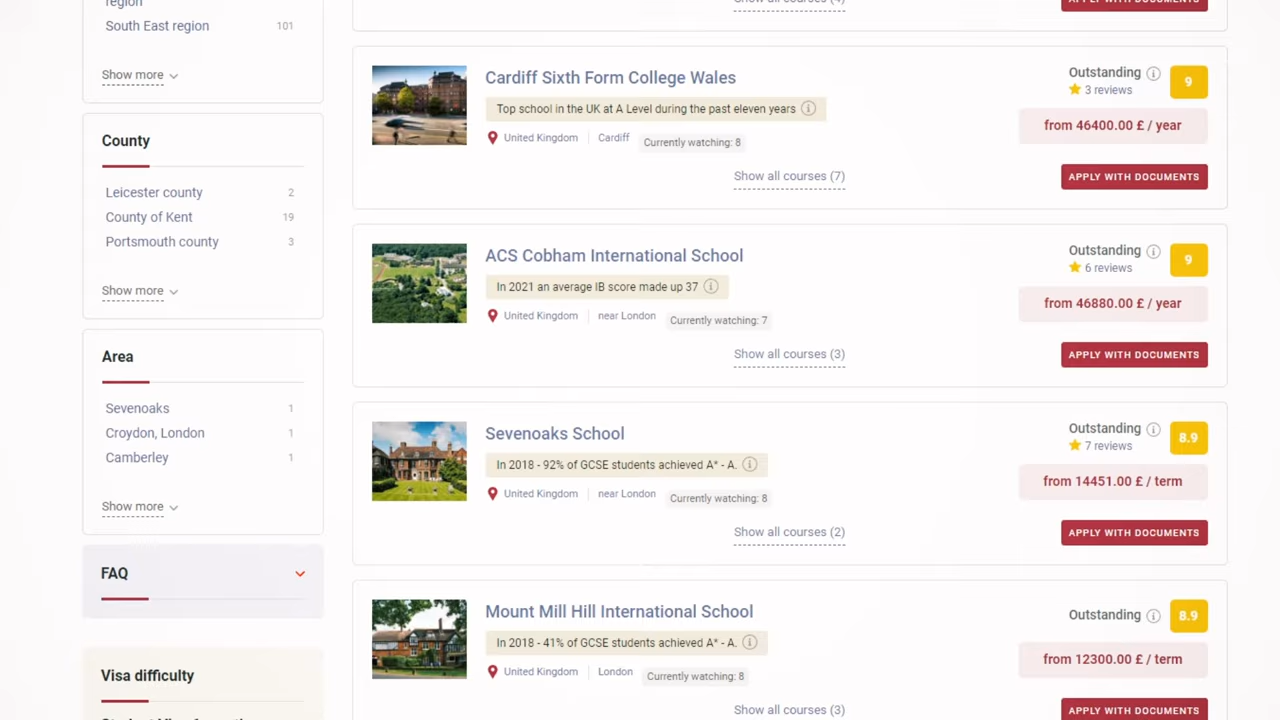 region
South East region 101
Show more
County
Leicester county 2
County of Kent 19
Portsmouth county 3
Show more
Area
Sevenoaks 1
Croydon, London 1
Camberley 1
Show more
FAQ
Visa difficulty
Show all courses (4)
APPLY WITH DOCUMENTS
Cardiff Sixth Form College Wales
Top school in the UK at A Level during the past eleven years
United Kingdom Cardiff Currently watching: 8
Show all courses (7)
Outstanding 9
3 reviews
from 46400.00 £ / year
APPLY WITH DOCUMENTS
ACS Cobham International School
In 2021 an average IB score made up 37
United Kingdom near London Currently watching: 7
Show all courses (3)
Outstanding 9
6 reviews
from 46880.00 £ / year
APPLY WITH DOCUMENTS
Sevenoaks School
In 2018 - 92% of GCSE students achieved A* - A.
United Kingdom near London Currently watching: 8
Show all courses (2)
Outstanding 8.9
7 reviews
from 14451.00 £ / term
APPLY WITH DOCUMENTS
Mount Mill Hill International School
In 2018 - 41% of GCSE students achieved A* - A.
United Kingdom London Currently watching: 8
Show all courses (3)
Outstanding 8.9
from 12300.00 £ / term
APPLY WITH DOCUMENTS